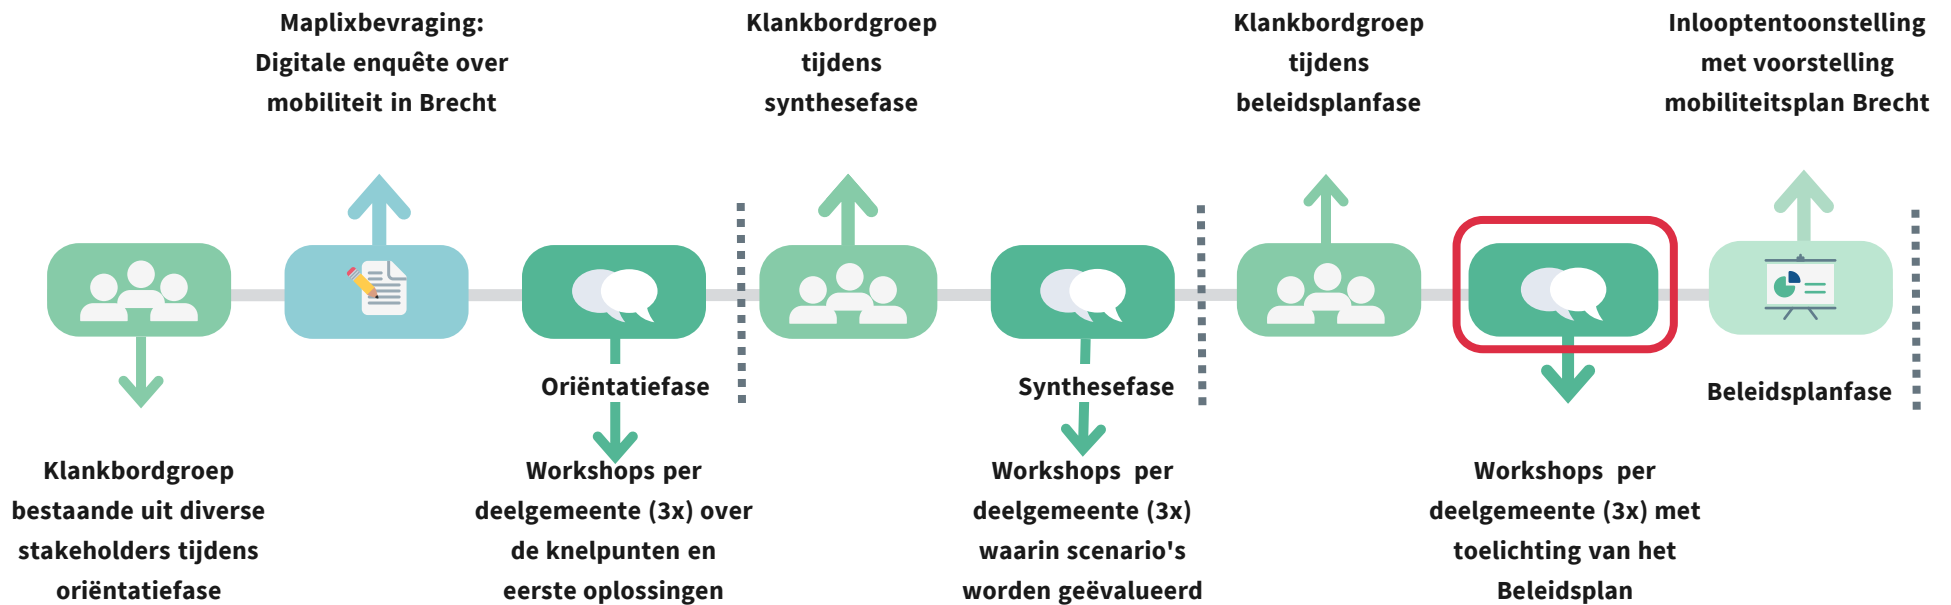 Maplixbevraging:
Digitale enquête over
mobiliteit in Brecht
Klankbordgroep
tijdens
synthesefase
Klankbordgroep
tijdens
beleidsplanfase
Inlooptentoonstelling
met voorstelling
mobiliteitsplan Brecht
Oriëntatiefase
Synthesefase
Beleidsplanfase
Klankbordgroep
bestaande uit diverse
stakeholders tijdens
oriëntatiefase
Workshops per
deelgemeente (3x) over
de knelpunten en
eerste oplossingen
Workshops per
deelgemeente (3x)
waarin scenario's
worden geëvalueerd
Workshops per
deelgemeente (3x) met
toelichting van het
Beleidsplan